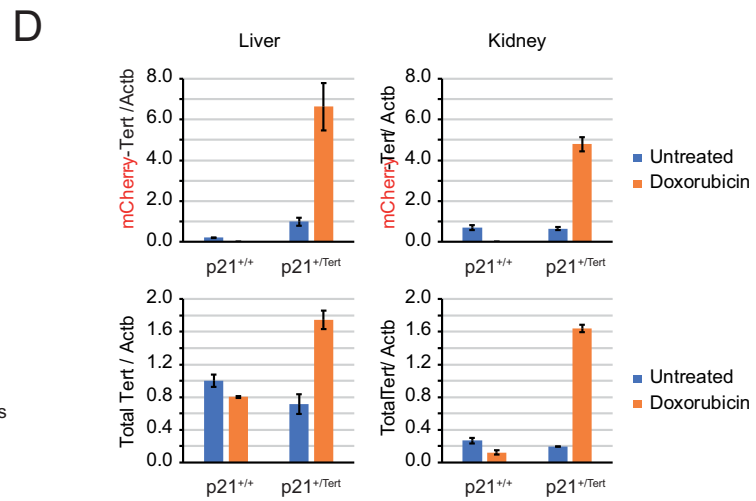 D
Liver
Kidney
mCherry-Tert /Actb
8.0
6.0
4.0
2.0
0.0
p21+/+
p21+/Tert
mCherry-Tert/ Actb
8.0
6.0
4.0
2.0
0.0
p21+/+
p21+/Tert
Untreated
Doxorubicin
Total Tert / Actb
2.0
1.6
1.2
0.8
0.4
0.0
p21+/+
p21+/Tert
TotalTert/ Actb
2.0
1.6
1.2
0.8
0.4
0.0
p21+/+
p21+/Tert
Untreated
Doxorubicin
s